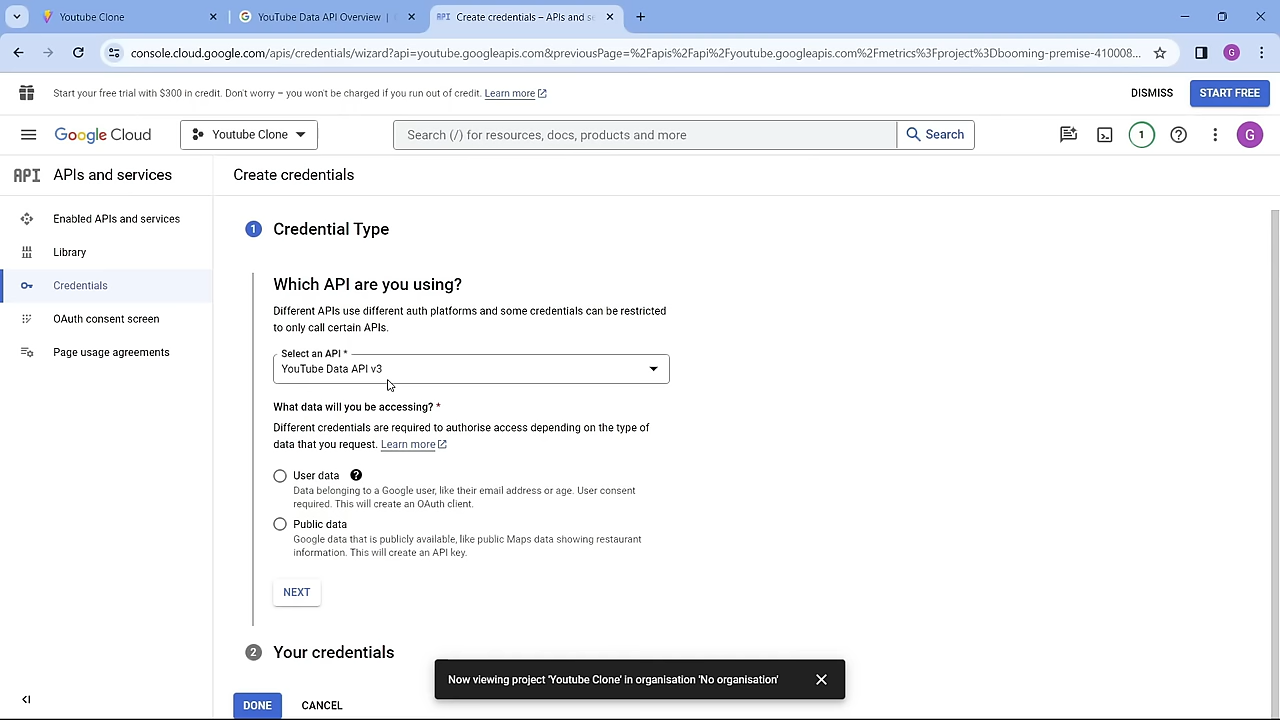 Youtube Clone
YouTube Data API Overview
API Create credentials – APIs and se
console.cloud.google.com/apis/credentials/wizard?api=youtube.googleapis.com&previousPage=%2Fapis%2Fapi%2Fyoutube.googleapis.com%2Fmetrics%3Fproject%3Dbooming-premise-410008...
G
Start your free trial with $300 in credit. Don't worry – you won't be charged if you run out of credit. Learn more
DISMISS
START FREE
Google Cloud
Youtube Clone
Search (/) for resources, docs, products and more
Search
1
G
API APIs and services
Create credentials
Enabled APIs and services
Library
Credentials
OAuth consent screen
Page usage agreements
1 Credential Type
Which API are you using?
Different APIs use different auth platforms and some credentials can be restricted
to only call certain APIs.
Select an API *
YouTube Data API v3
What data will you be accessing? *
Different credentials are required to authorise access depending on the type of
data that you request. Learn more
User data
Data belonging to a Google user, like their email address or age. User consent
required. This will create an OAuth client.
Public data
Google data that is publicly available, like public Maps data showing restaurant
information. This will create an API key.
NEXT
2 Your credentials
Now viewing project 'Youtube Clone' in organisation 'No organisation'
DONE
CANCEL